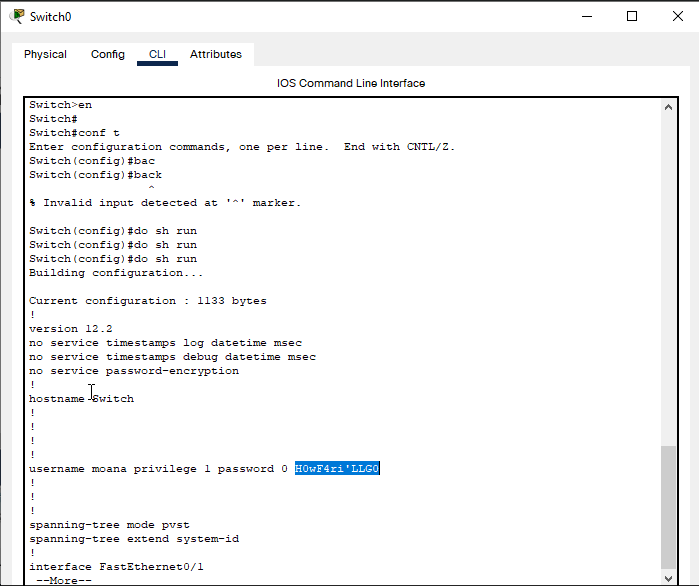 Switch0
Physical Config CLI Attributes
IOS Command Line Interface
Switch>en
Switch#
Switch#conf t
Enter configuration commands, one per line.  End with CNTL/Z.
Switch(config)#bac
Switch(config)#back
^
% Invalid input detected at '^' marker.
Switch(config)#do sh run
Switch(config)#do sh run
Switch(config)#do sh run
Building configuration...
Current configuration : 1133 bytes
!
version 12.2
no service timestamps log datetime msec
no service timestamps debug datetime msec
no service password-encryption
!
hostname Switch
!
!
!
!
username moana privilege 1 password 0 H0wF4ri'LLG0
!
!
!
spanning-tree mode pvst
spanning-tree extend system-id
!
interface FastEthernet0/1
--More--